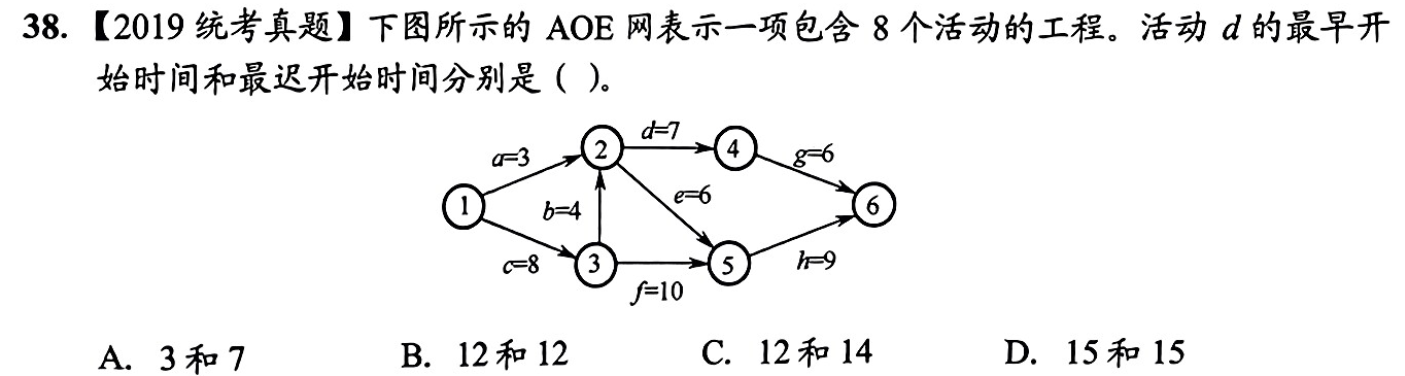 38. 【2019 统考真题】下图所示的 AOE 网表示一项包含 8 个活动的工程。活动 d 的最早开
始时间和最迟开始时间分别是 ( )。
d=7
2
4
a=3
g=6
e=6
1
b=4
6
c=8
3
5
h=9
f=10
A. 3 和 7 B. 12 和 12 C. 12 和 14 D. 15 和 15